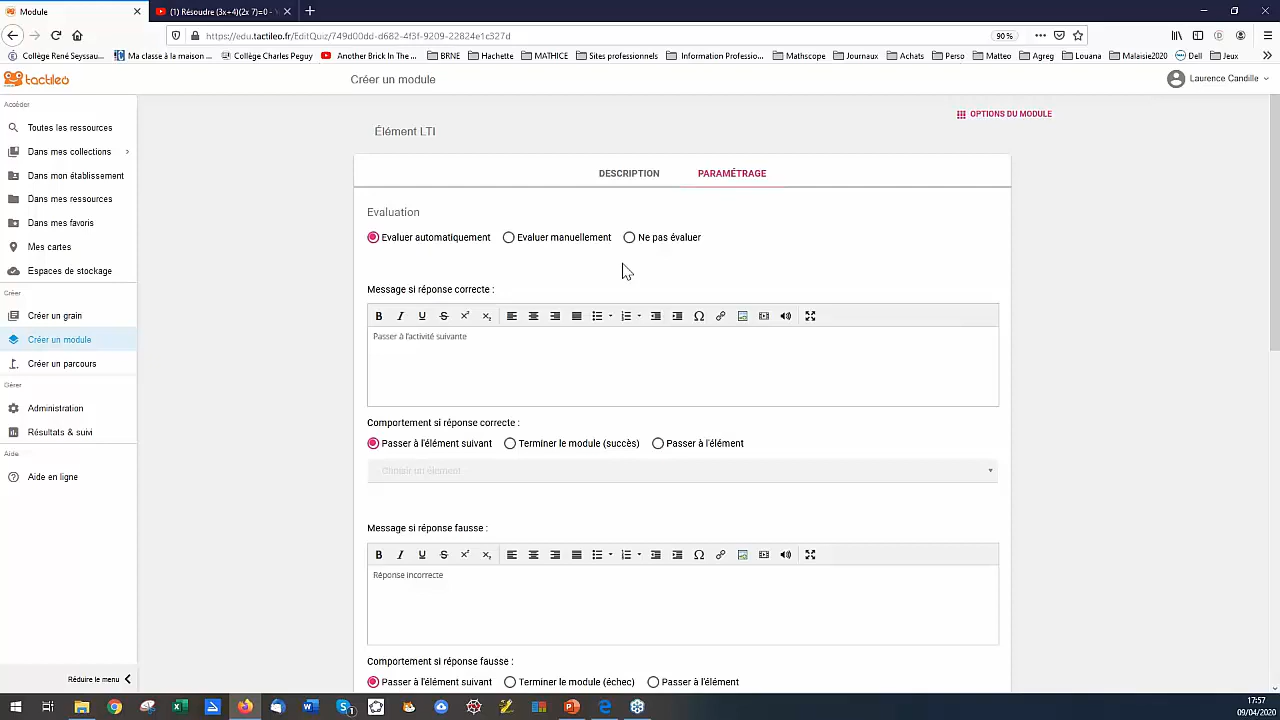 Module
(1) Résoudre (3x+4)(2x 7)=0 -
https://edu.tactileo.fr/EditQuiz/749d00dd-d682-4f3f-9209-22824e1c327d
90 %
Collège René Seyssau...
Ma classe à la maison ...
Collège Charles Peguy
Another Brick In The ...
BRNE
Hachette
MATHICE
Sites professionnels
Information Professio...
Mathscope
Journaux
Achats
Perso
Matteo
Agreg
Louana
Malaisie2020
Dell
Jeux
tactileo
Créer un module
Laurence Candille
Accéder
Toutes les ressources
Dans mes collections
Dans mon établissement
Dans mes ressources
Dans mes favoris
Mes cartes
Espaces de stockage
Créer
Créer un grain
Créer un module
Créer un parcours
Gérer
Administration
Résultats & suivi
Aide
Aide en ligne
Réduire le menu
OPTIONS DU MODULE
Élément LTI
DESCRIPTION
PARAMÉTRAGE
Evaluation
Evaluer automatiquement
Evaluer manuellement
Ne pas évaluer
Message si réponse correcte :
Passer à l'activité suivante
Comportement si réponse correcte :
Passer à l'élément suivant
Terminer le module (succès)
Passer à l'élément
Choisir un élément
Message si réponse fausse :
Réponse incorrecte
Comportement si réponse fausse :
Passer à l'élément suivant
Terminer le module (échec)
Passer à l'élément
17:57
09/04/2020